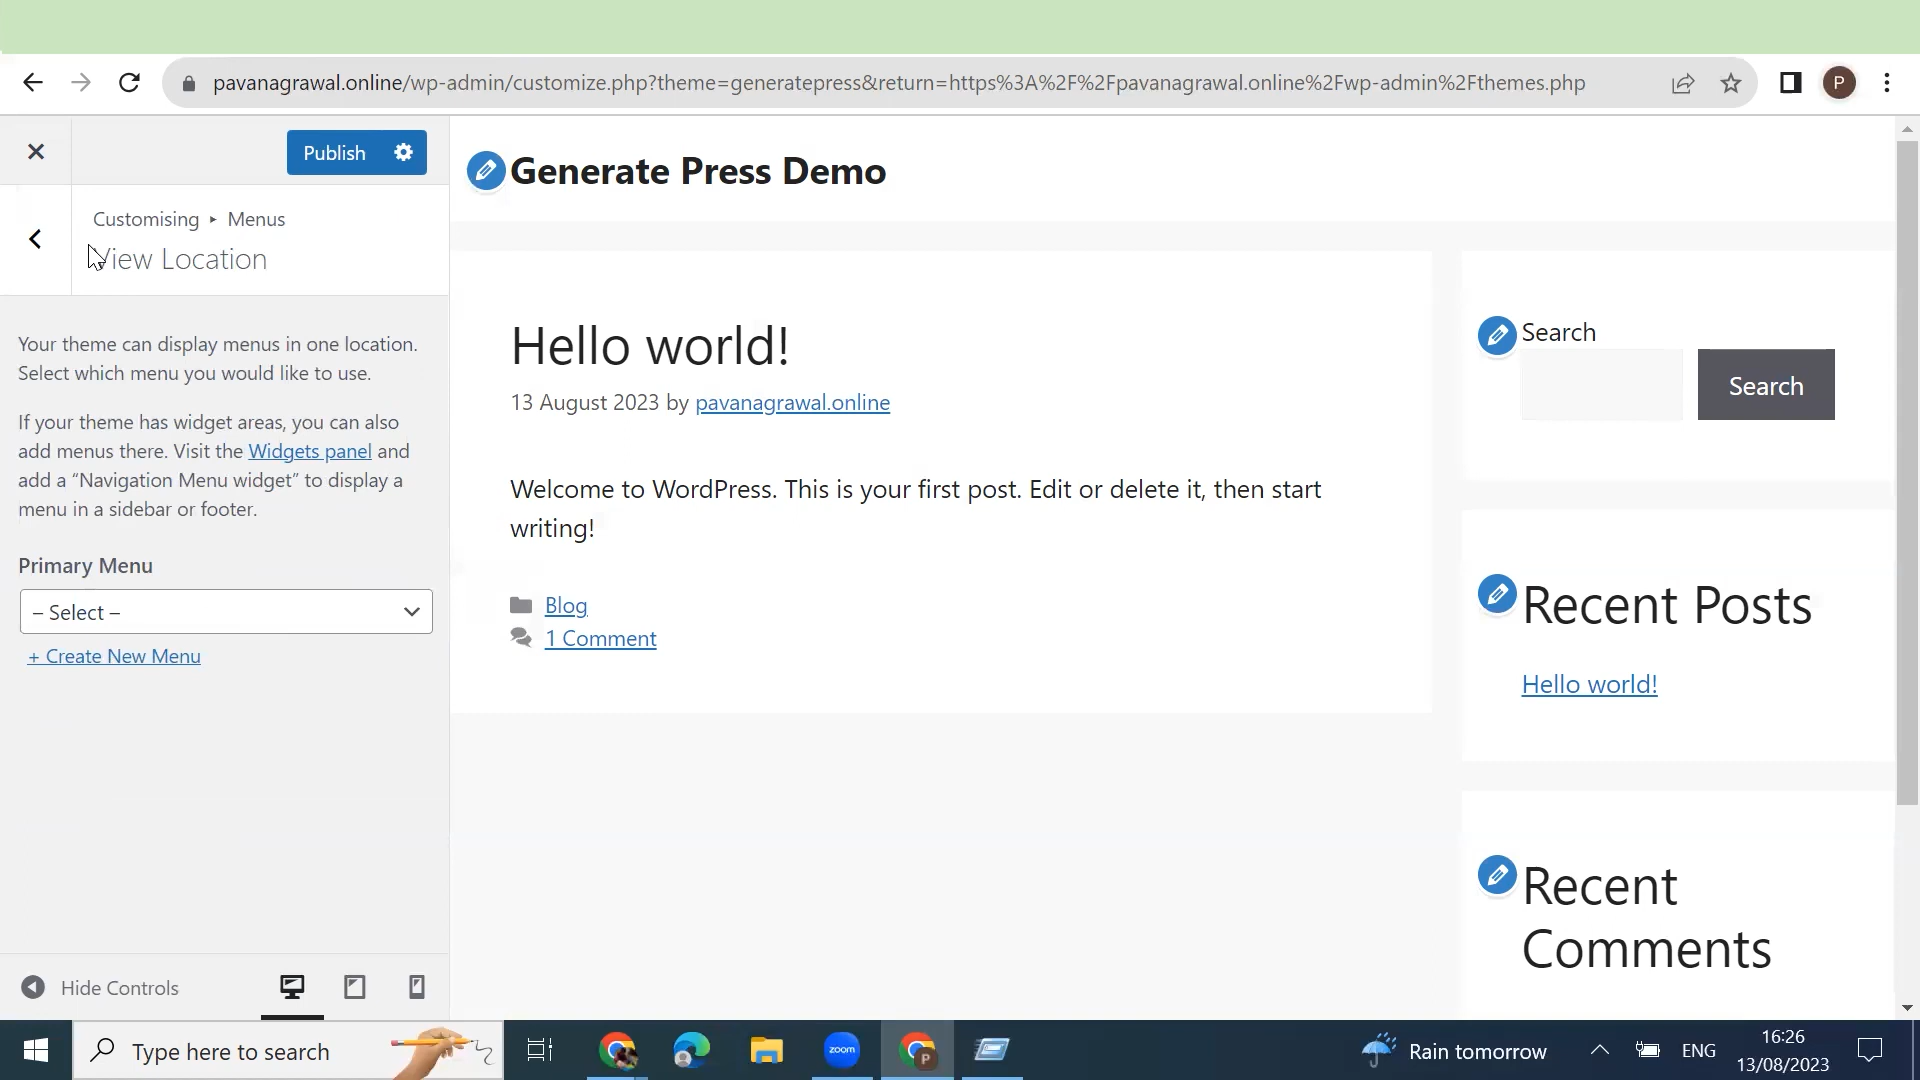 pavanagrawal.online/wp-admin/customize.php?theme=generatepress&return=https%3A%2F%2Fpavanagrawal.online%2Fwp-admin%2Fthemes.php
P
Publish
Customising ▸ Menus
View Location
Your theme can display menus in one location.
Select which menu you would like to use.
If your theme has widget areas, you can also
add menus there. Visit the Widgets panel and
add a “Navigation Menu widget” to display a
menu in a sidebar or footer.
Primary Menu
– Select –
+ Create New Menu
Hide Controls
Generate Press Demo
Hello world!
13 August 2023 by pavanagrawal.online
Welcome to WordPress. This is your first post. Edit or delete it, then start
writing!
Blog
1 Comment
Search
Search
Recent Posts
Hello world!
Recent
Comments
Type here to search
zoom
P
Rain tomorrow
ENG
16:26
13/08/2023